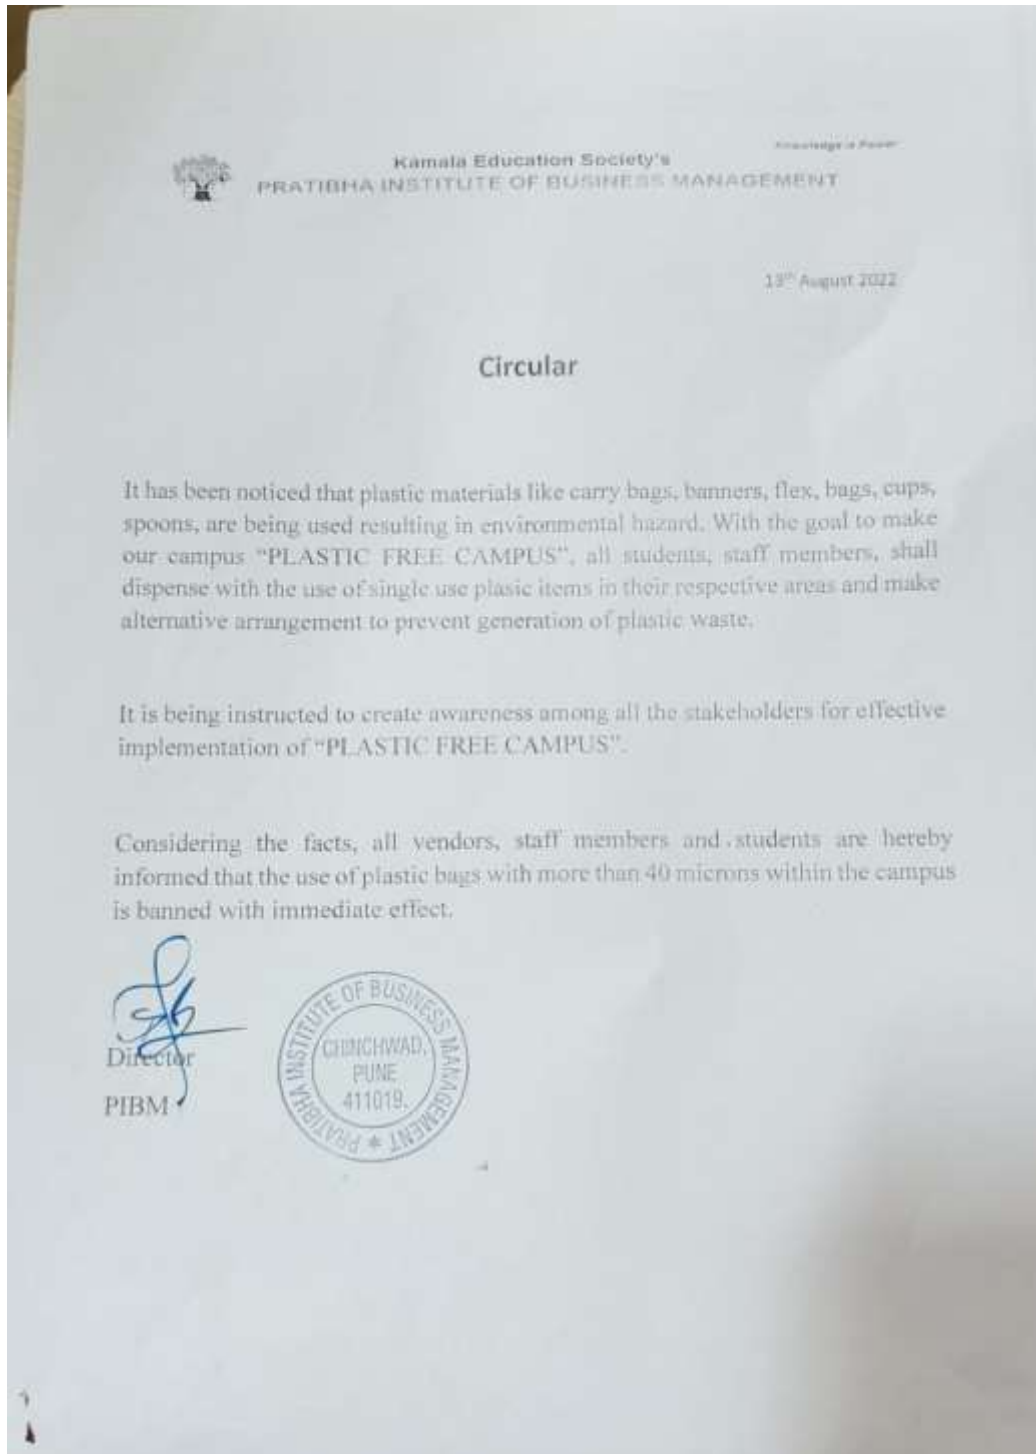 Knowledge is Power
Kamala Education Society's
PRATIBHA INSTITUTE OF BUSINESS MANAGEMENT
13th August 2022
Circular
It has been noticed that plastic materials like carry bags, banners, flex, bags, cups,
spoons, are being used resulting in environmental hazard. With the goal to make
our campus “PLASTIC FREE CAMPUS”, all students, staff members, shall
dispense with the use of single use plasic items in their respective areas and make
alternative arrangement to prevent generation of plastic waste.
It is being instructed to create awareness among all the stakeholders for effective
implementation of “PLASTIC FREE CAMPUS”.
Considering the facts, all vendors, staff members and students are hereby
informed that the use of plastic bags with more than 40 microns within the campus
is banned with immediate effect.
Director
PIBM
PRATIBHA INSTITUTE OF BUSINESS MANAGEMENT *
CHINCHWAD,
PUNE
411019.